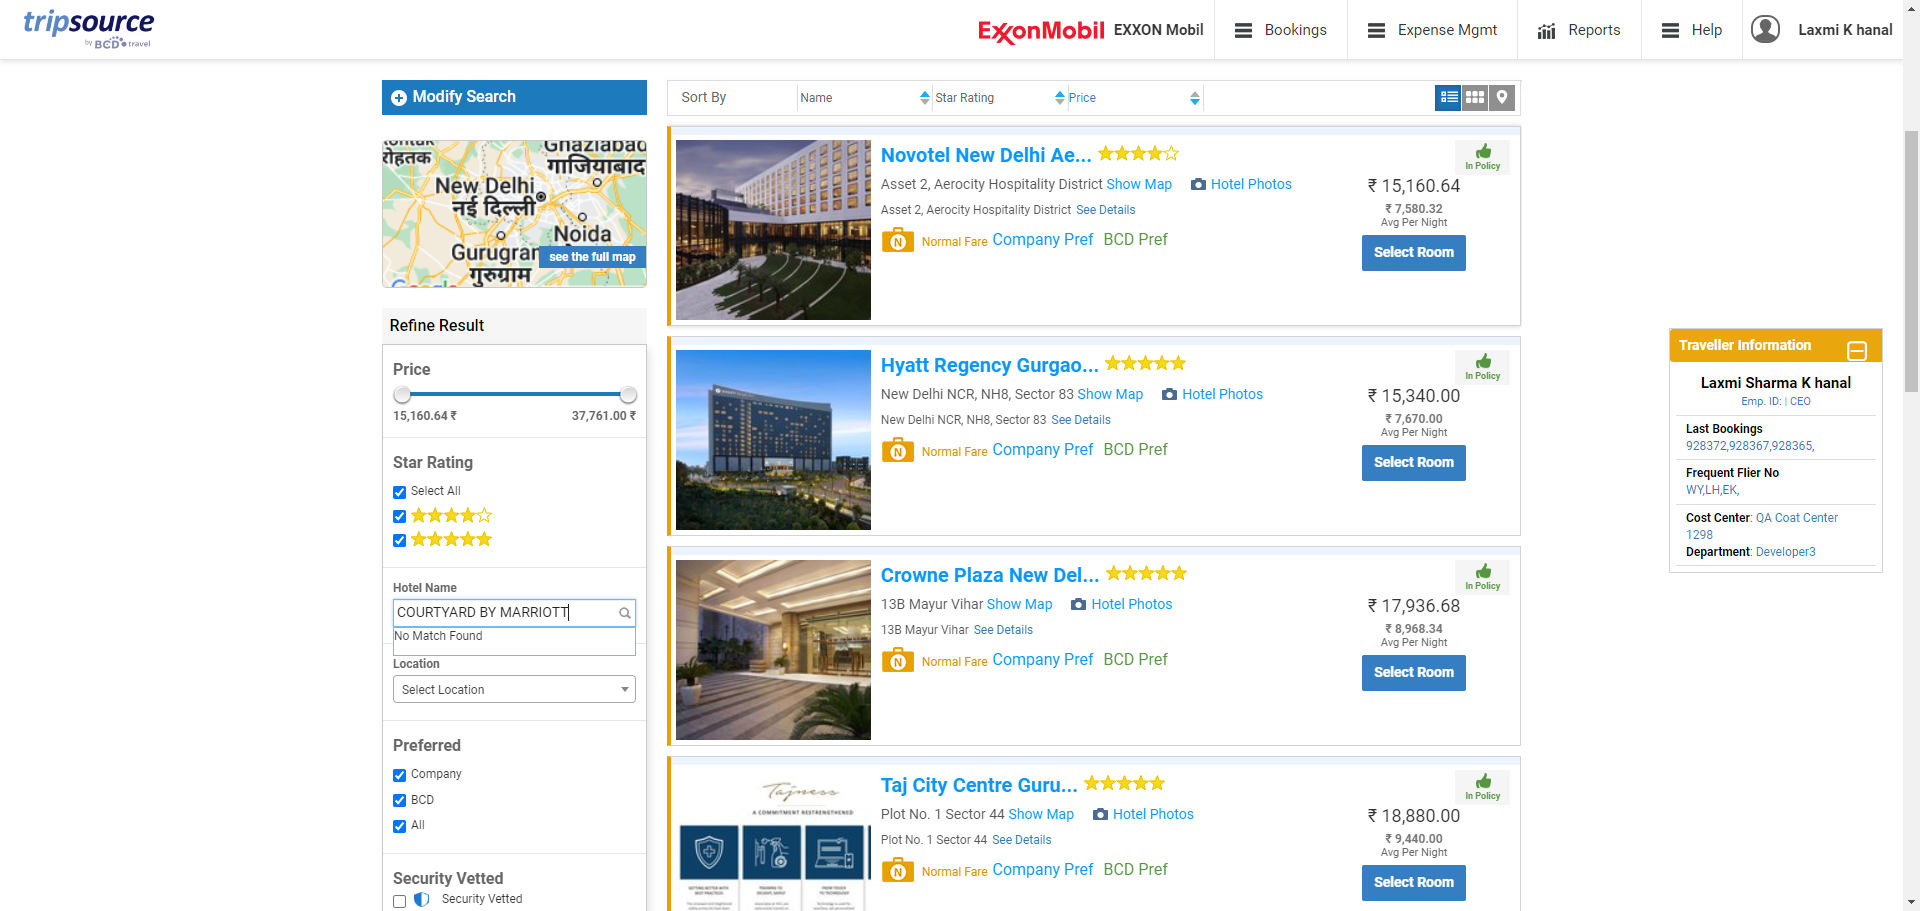 tripsource
by BCD travel
ExxonMobil EXXON Mobil
Bookings
Expense Mgmt
Reports
Help
Laxmi K hanal
Modify Search
रोहतक
Ghaziabad
गाजियाबाद
New Delhi
नई दिल्ली
Noida
Gurugram
गुरुग्राम
see the full map
Refine Result
Price
15,160.64 ₹ 37,761.00 ₹
Star Rating
Select All
Hotel Name
COURTYARD BY MARRIOTT
No Match Found
Location
Select Location
Preferred
Company
BCD
All
Security Vetted
Security Vetted
Sort By Name Star Rating Price
Novotel New Delhi Ae...
Asset 2, Aerocity Hospitality District Show Map Hotel Photos
Asset 2, Aerocity Hospitality District See Details
N Normal Fare Company Pref BCD Pref
In Policy
₹ 15,160.64
₹ 7,580.32
Avg Per Night
Select Room
Hyatt Regency Gurgao...
New Delhi NCR, NH8, Sector 83 Show Map Hotel Photos
New Delhi NCR, NH8, Sector 83 See Details
N Normal Fare Company Pref BCD Pref
In Policy
₹ 15,340.00
₹ 7,670.00
Avg Per Night
Select Room
Crowne Plaza New Del...
13B Mayur Vihar Show Map Hotel Photos
13B Mayur Vihar See Details
N Normal Fare Company Pref BCD Pref
In Policy
₹ 17,936.68
₹ 8,968.34
Avg Per Night
Select Room
Tajness
A COMMITMENT RESTRENGTHENED
Taj City Centre Guru...
Plot No. 1 Sector 44 Show Map Hotel Photos
Plot No. 1 Sector 44 See Details
N Normal Fare Company Pref BCD Pref
In Policy
₹ 18,880.00
₹ 9,440.00
Avg Per Night
Select Room
Traveller Information
Laxmi Sharma K hanal
Emp. ID: | CEO
Last Bookings
928372,928367,928365,
Frequent Flier No
WY,LH,EK,
Cost Center: QA Coat Center
1298
Department: Developer3